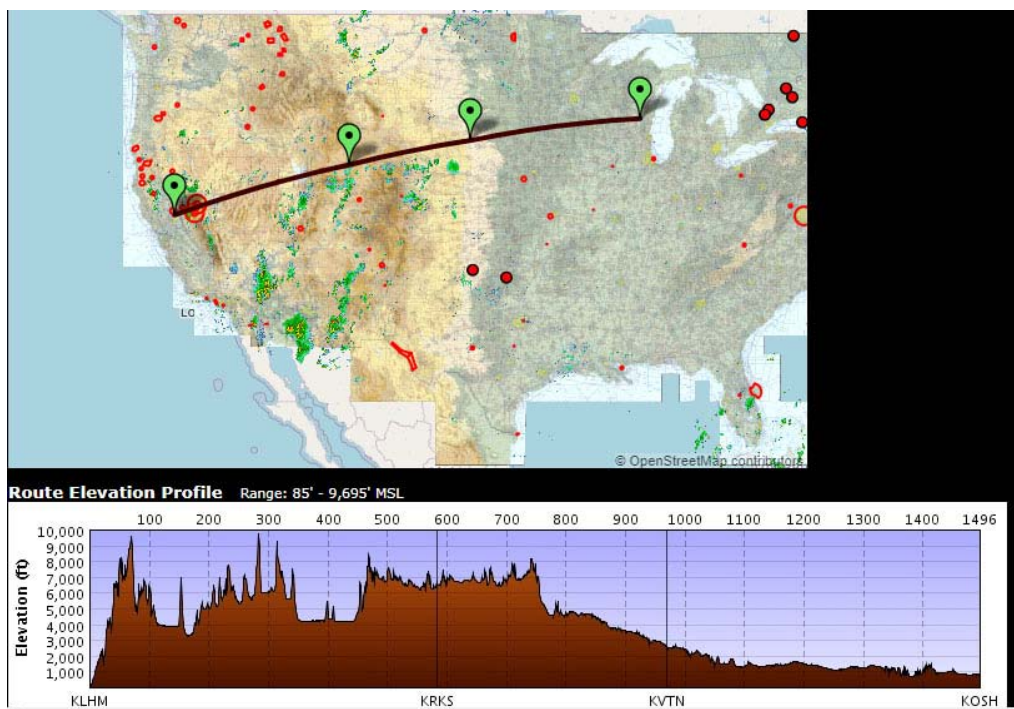 LO
© OpenStreetMap contributors
Route Elevation Profile Range: 85' - 9,695' MSL
100 200 300 400 500 600 700 800 900 1000 1100 1200 1300 1400 1496
10,000
9,000
8,000
7,000
6,000
5,000
4,000
3,000
2,000
1,000
Elevation (ft)
KLHM KRKS KVTN KOSH